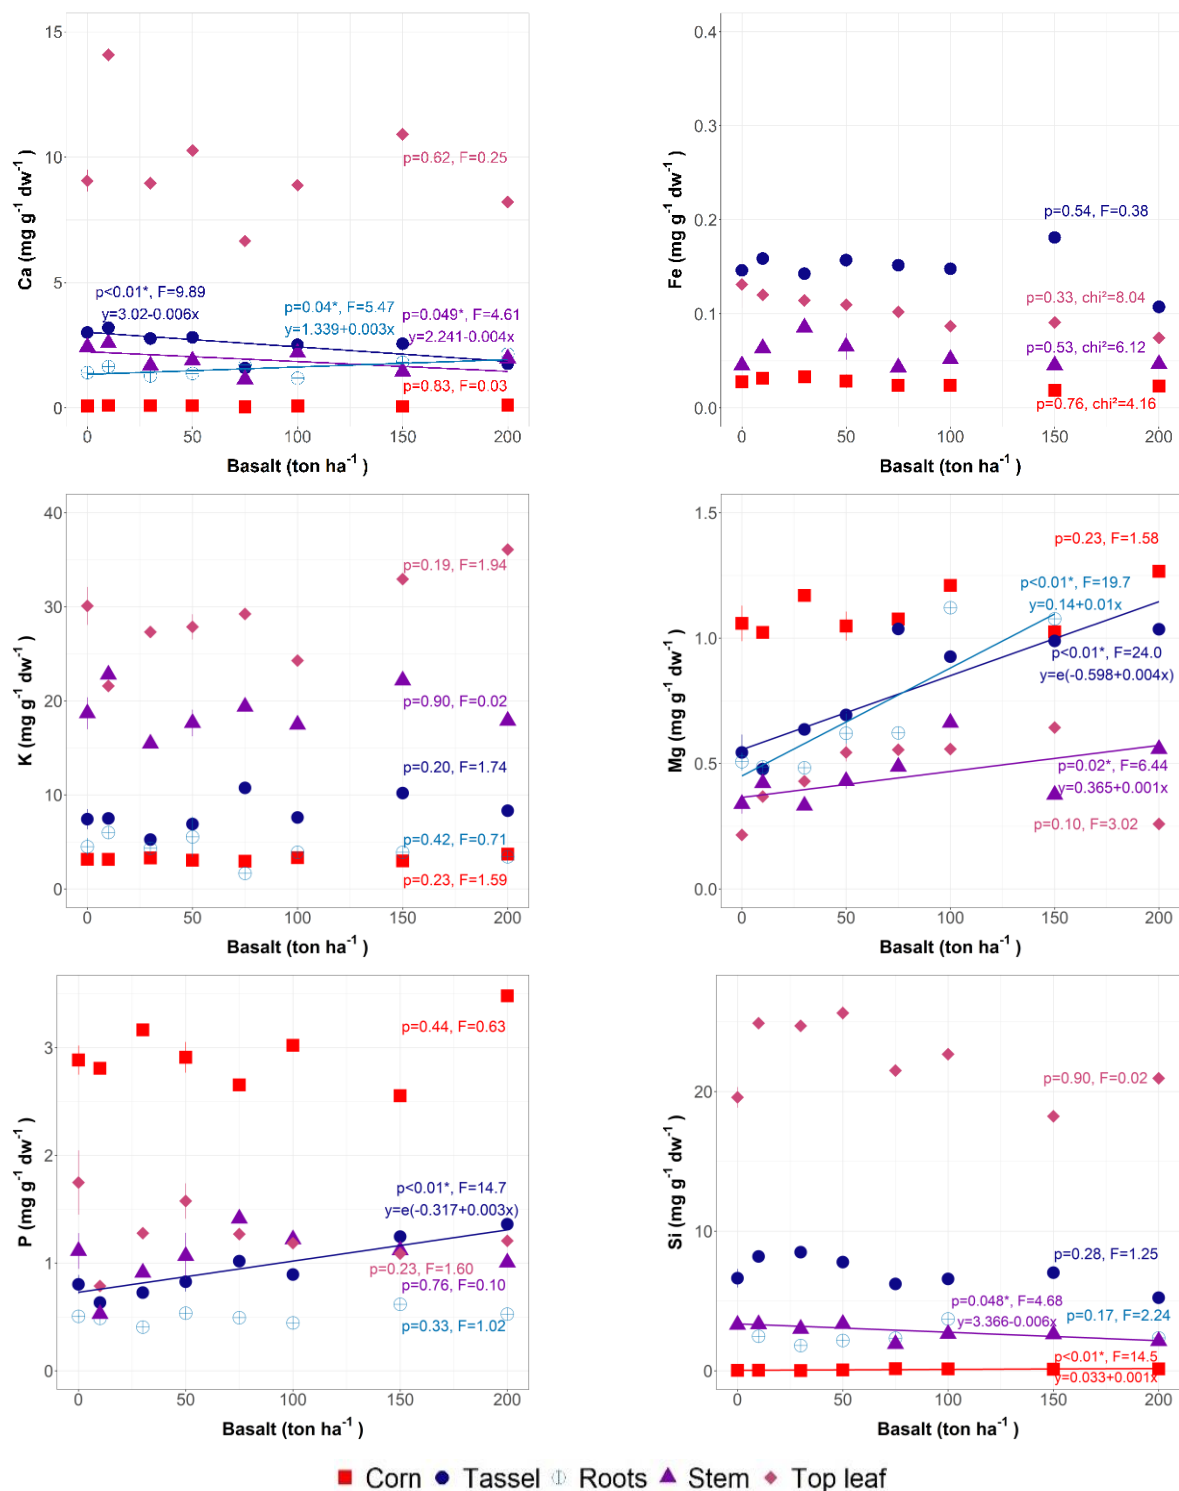 15
10
5
0
Ca (mg g⁻¹ dw⁻¹)
p=0.62, F=0.25
p<0.01*, F=9.89
y=3.02-0.006x
p=0.04*, F=5.47
y=1.339+0.003x
p=0.049*, F=4.61
y=2.241-0.004x
p=0.83, F=0.03
0 50 100 150 200
Basalt (ton ha⁻¹ )
0.4
0.3
0.2
0.1
0.0
Fe (mg g⁻¹ dw⁻¹ )
p=0.54, F=0.38
p=0.33, chi²=8.04
p=0.53, chi²=6.12
p=0.76, chi²=4.16
0 50 100 150 200
Basalt (ton ha⁻¹ )
40
30
20
10
0
K (mg g⁻¹ dw⁻¹ )
p=0.19, F=1.94
p=0.90, F=0.02
p=0.20, F=1.74
p=0.42, F=0.71
p=0.23, F=1.59
0 50 100 150 200
Basalt (ton ha⁻¹ )
1.5
1.0
0.5
0.0
Mg (mg g⁻¹ dw⁻¹ )
p=0.23, F=1.58
p<0.01*, F=19.7
y=0.14+0.01x
p<0.01*, F=24.0
y=e(-0.598+0.004x)
p=0.02*, F=6.44
y=0.365+0.001x
p=0.10, F=3.02
0 50 100 150 200
Basalt (ton ha⁻¹ )
3
2
1
0
P (mg g⁻¹ dw⁻¹ )
p=0.44, F=0.63
p<0.01*, F=14.7
y=e(-0.317+0.003x)
p=0.23, F=1.60
p=0.76, F=0.10
p=0.33, F=1.02
0 50 100 150 200
Basalt (ton ha⁻¹ )
20
10
0
Si (mg g⁻¹ dw⁻¹ )
p=0.90, F=0.02
p=0.28, F=1.25
p=0.048*, F=4.68
y=3.366-0.006x
p=0.17, F=2.24
p<0.01*, F=14.5
y=0.033+0.001x
0 50 100 150 200
Basalt (ton ha⁻¹ )
Corn Tassel Roots Stem Top leaf